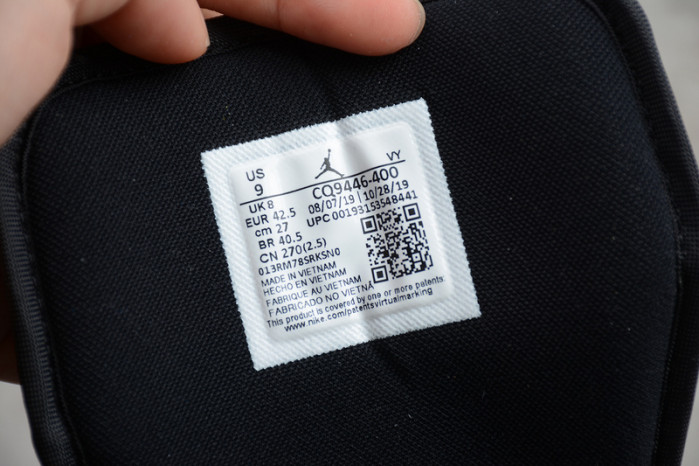 US
9
VY
UK 8
CQ9446-400
EUR 42.5
08/07/19 | 10/28/19
cm 27
UPC 00193153548441
BR 40.5
CN 270(2.5)
013RM78SRKSN0
MADE IN VIETNAM
HECHO EN VIETNAM
FABRIQUE AU VIETNAM
FABRICADO NO VIETNA
This product is covered by one or more patents:
www.nike.com/patentsvirtualmarking